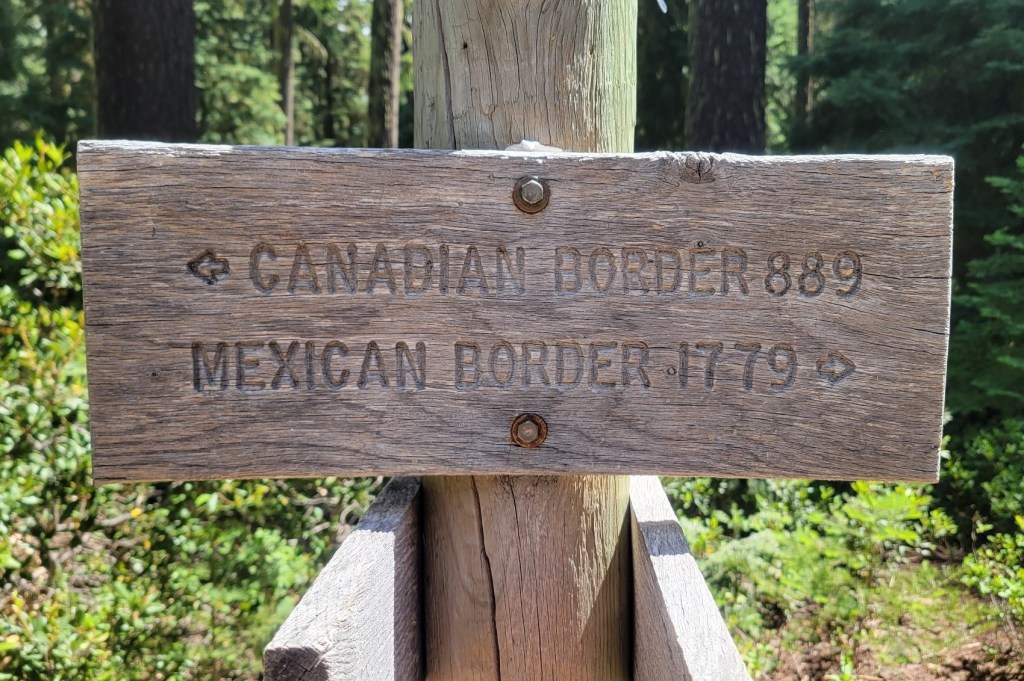 ⇦ CANADIAN BORDER 889
MEXICAN BORDER 1779 ⇨